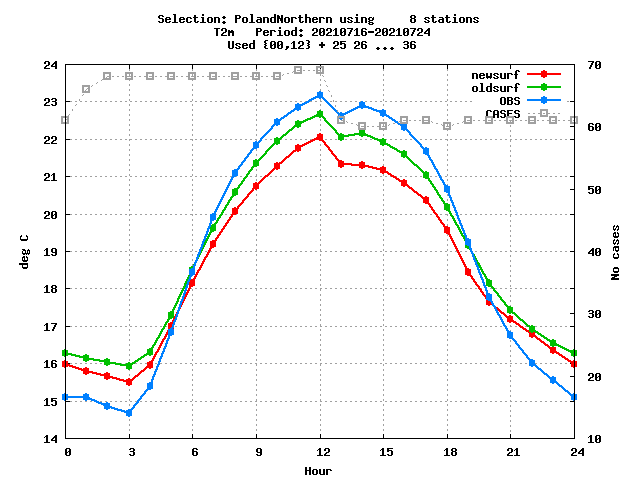 Selection: PolandNorthern using     8 stations
T2m   Period: 20210716-20210724
Used {00,12} + 25 26 ... 36
24 70
newsurf
oldsurf
23 OBS
CASES
60
22
21 50
20
deg C No cases
19 40
18
17 30
16 20
15
14 10
0 3 6 9 12 15 18 21 24
Hour